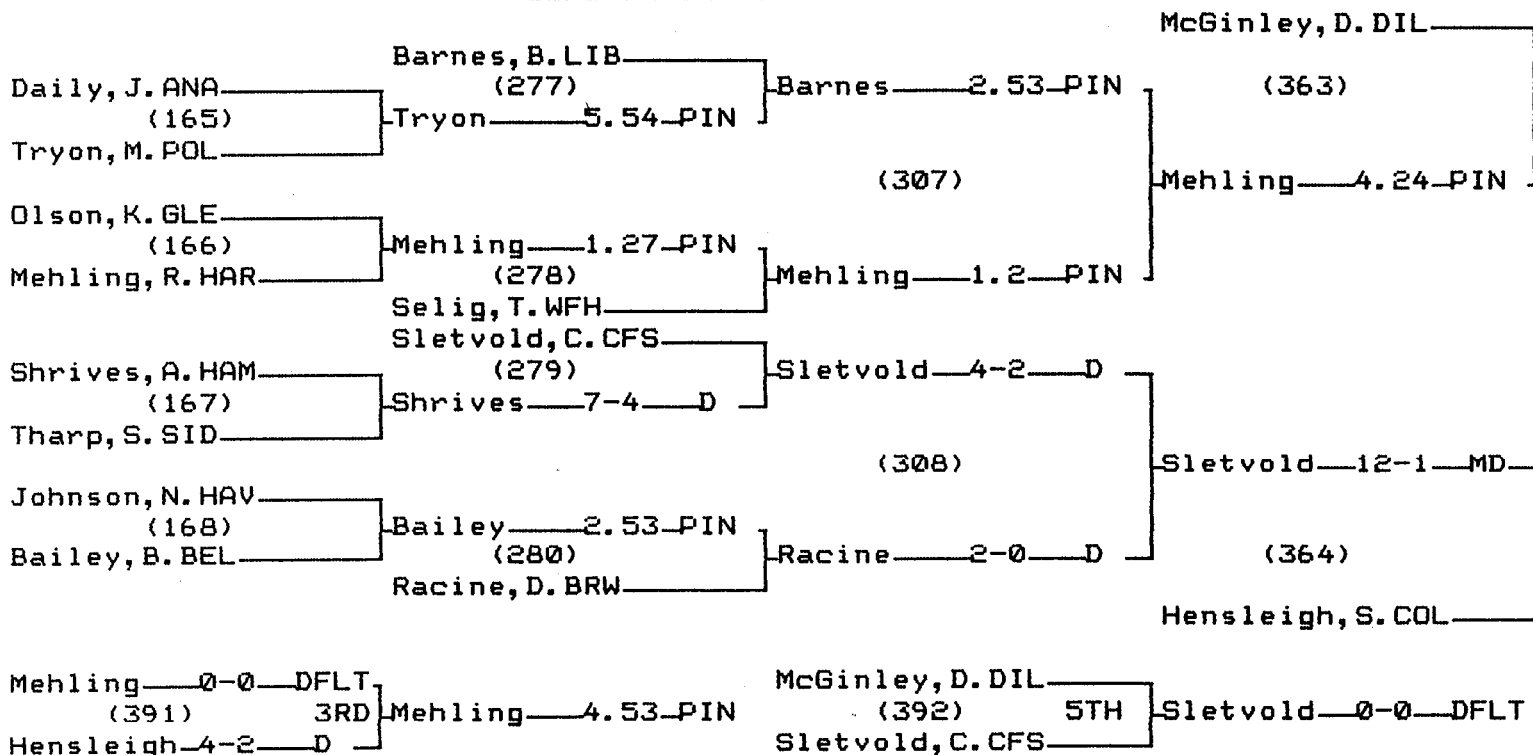 McGinley, D. DIL
Barnes, B. LIB
Daily, J. ANA (277) Barnes 2.53 PIN (363)
(165) Tryon 5.54 PIN
Tryon, M. POL
(307) Mehling 4.24 PIN
Olson, K. GLE
(166) Mehling 1.27 PIN
Mehling, R. HAR (278) Mehling 1.2 PIN
Selig, T. WFH
Sletvold, C. CFS
Shrives, A. HAM (279) Sletvold 4-2 D
(167) Shrives 7-4 D
Tharp, S. SID
(308) Sletvold 12-1 MD
Johnson, N. HAV
(168) Bailey 2.53 PIN
Bailey, B. BEL (280) Racine 2-0 D (364)
Racine, D. BRW
Hensleigh, S. COL
Mehling 0-0 DFLT McGinley, D. DIL
(391) 3RD Mehling 4.53 PIN (392) 5TH Sletvold 0-0 DFLT
Hensleigh 4-2 D Sletvold, C. CFS